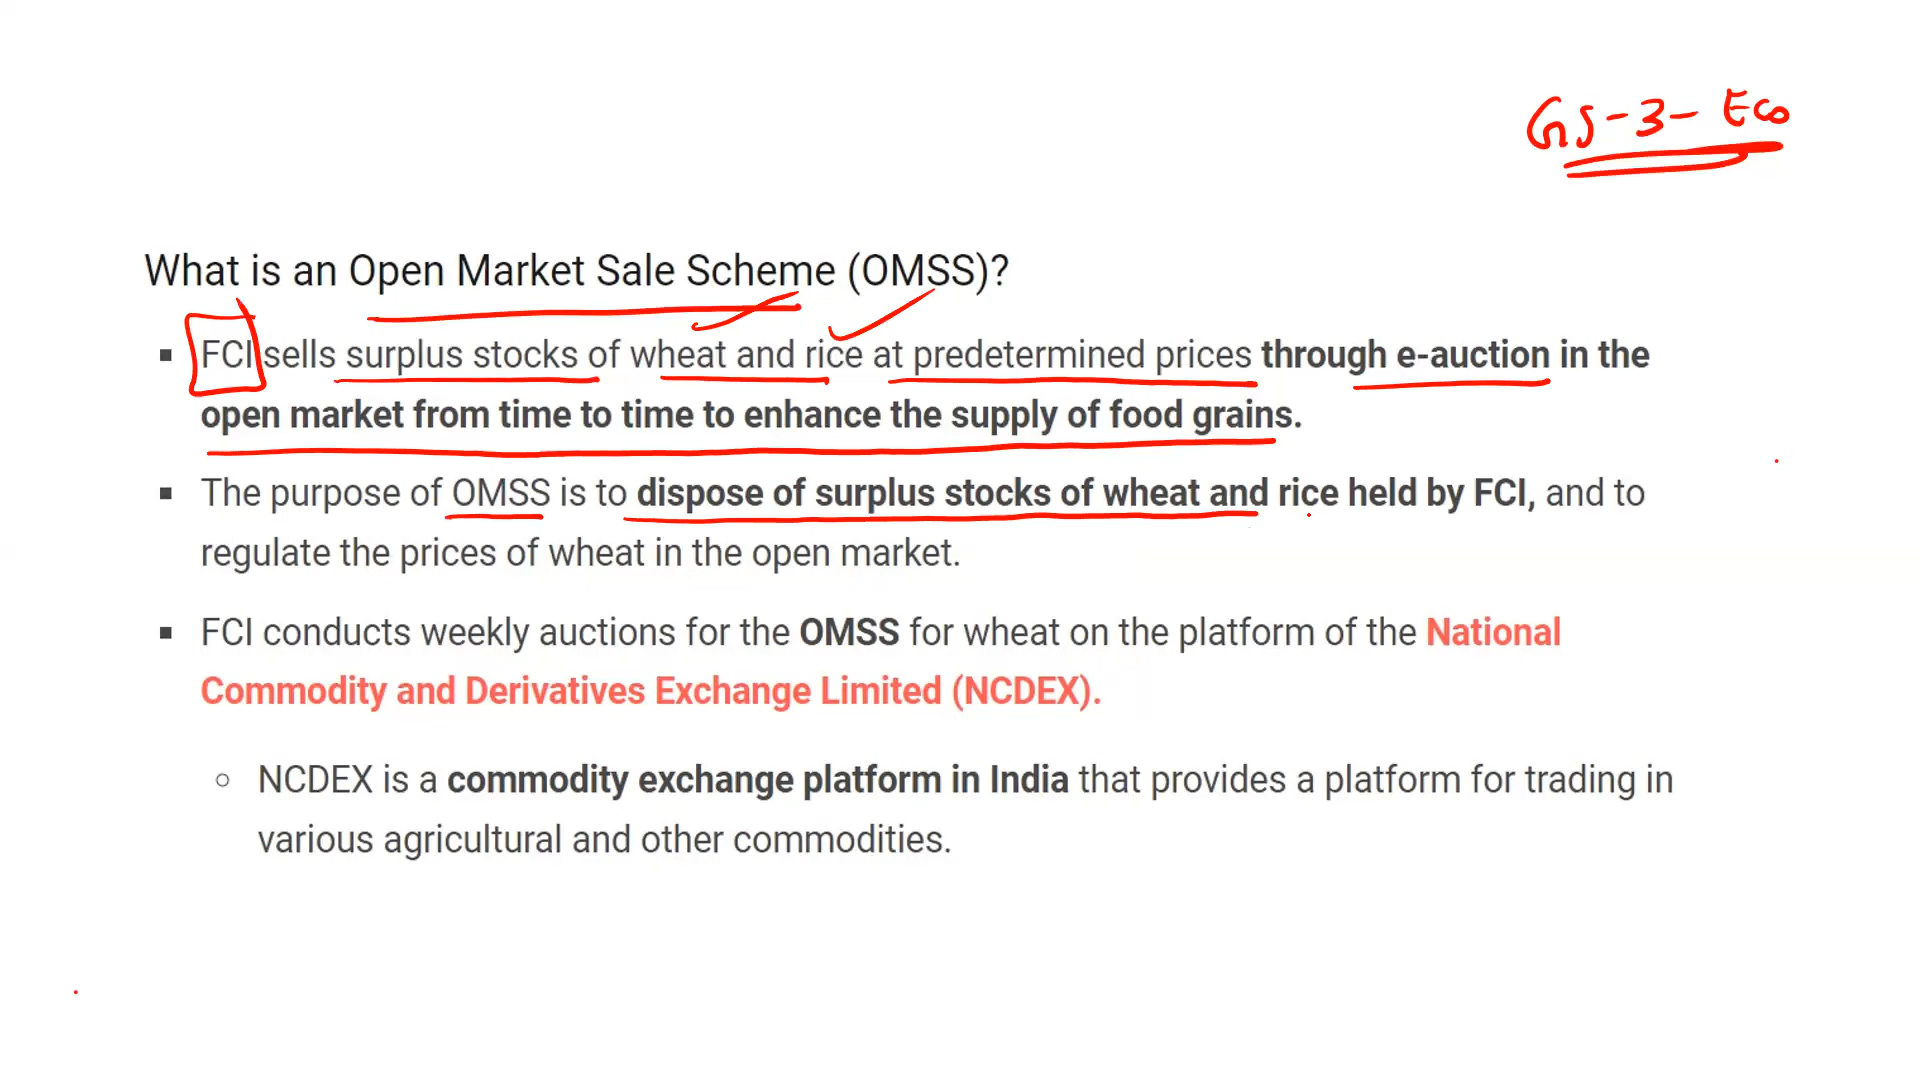 GS-3- Eco
What is an Open Market Sale Scheme (OMSS)?
▪ FCI sells surplus stocks of wheat and rice at predetermined prices through e-auction in the
open market from time to time to enhance the supply of food grains.
▪ The purpose of OMSS is to dispose of surplus stocks of wheat and rice held by FCI, and to
regulate the prices of wheat in the open market.
▪ FCI conducts weekly auctions for the OMSS for wheat on the platform of the National
Commodity and Derivatives Exchange Limited (NCDEX).
○ NCDEX is a commodity exchange platform in India that provides a platform for trading in
various agricultural and other commodities.